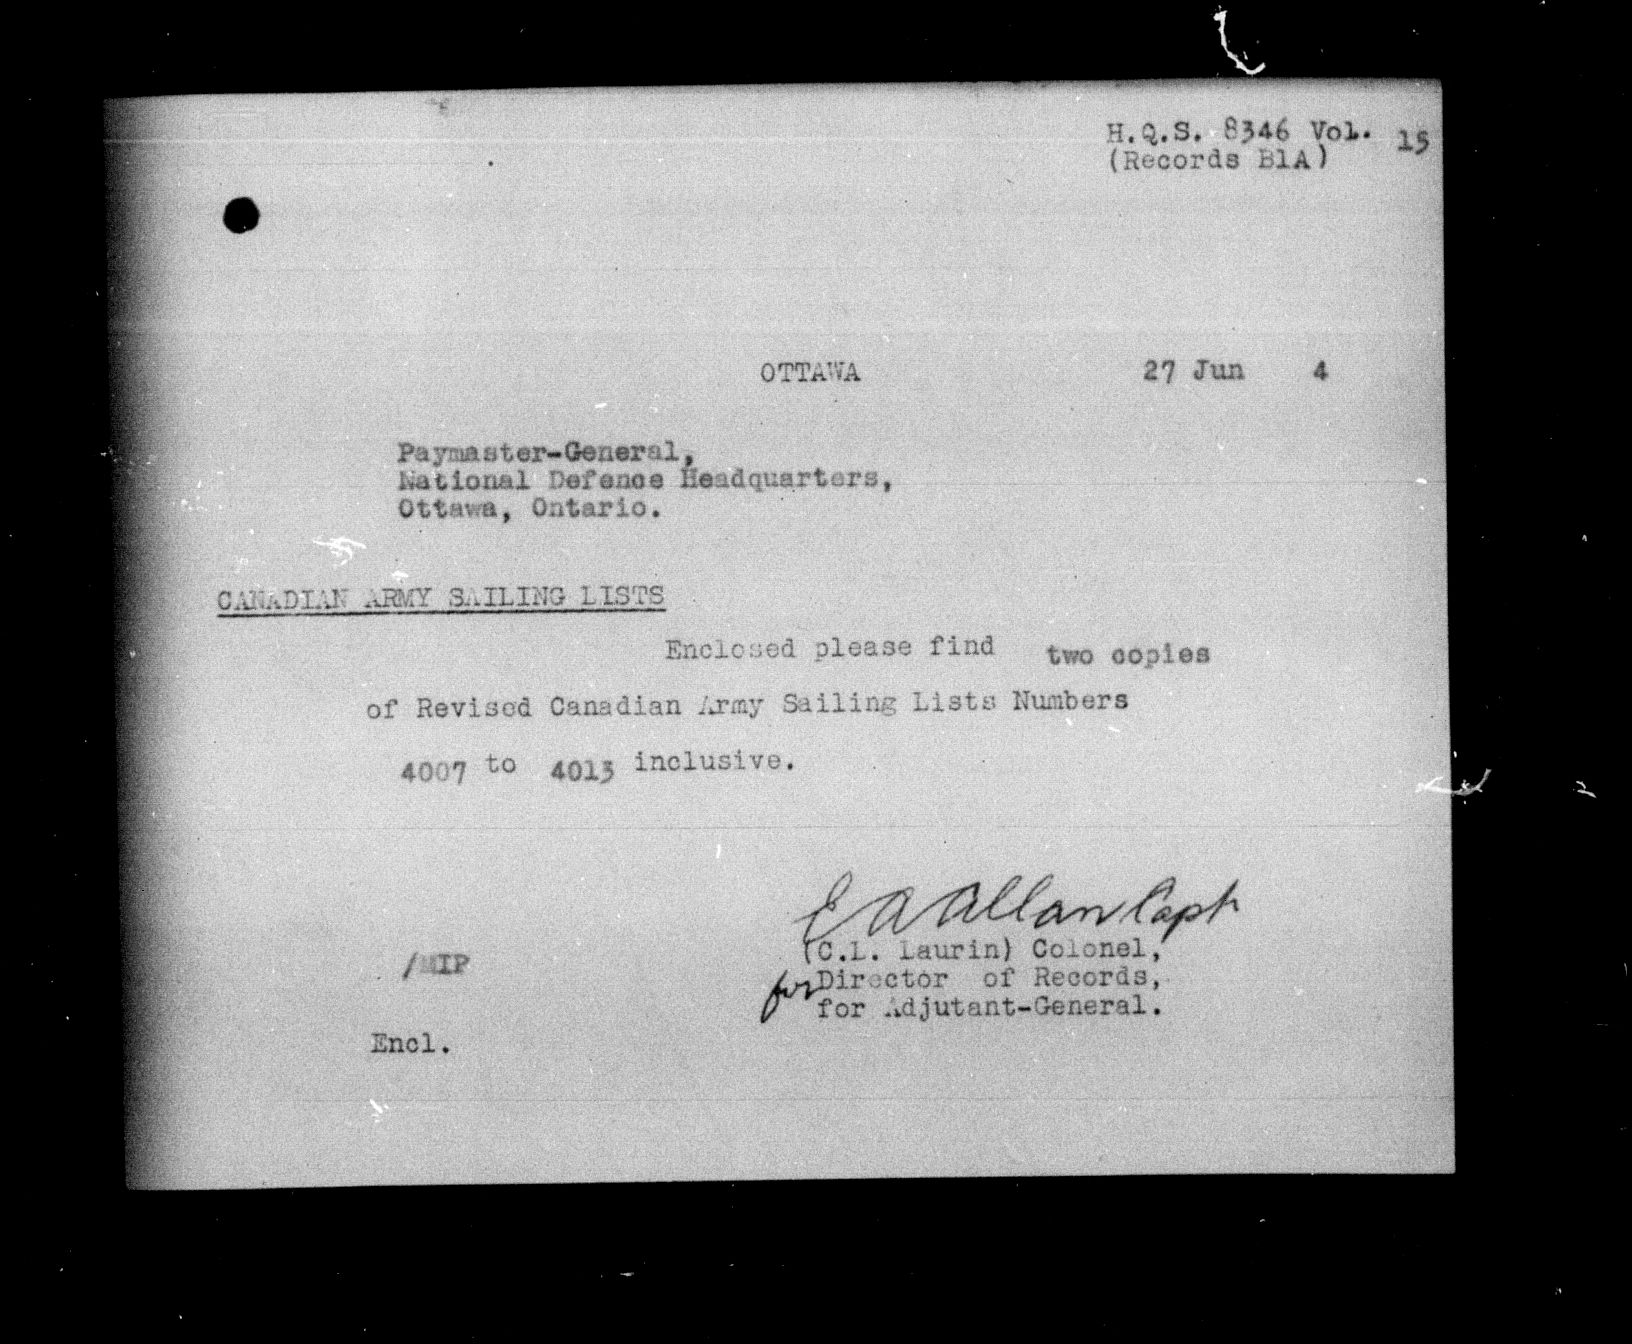 H.Q.S. 8346 Vol. 15
(Records B1A)
OTTAWA 27 Jun 4
Paymaster-General,
National Defence Headquarters,
Ottawa, Ontario.
CANADIAN ARMY SAILING LISTS
Enclosed please find two copies
of Revised Canadian Army Sailing Lists Numbers
4007 to 4013 inclusive.
E A Allan Capt
(C.L. Laurin) Colonel,
/MIP
for Director of Records,
for Adjutant-General.
Encl.